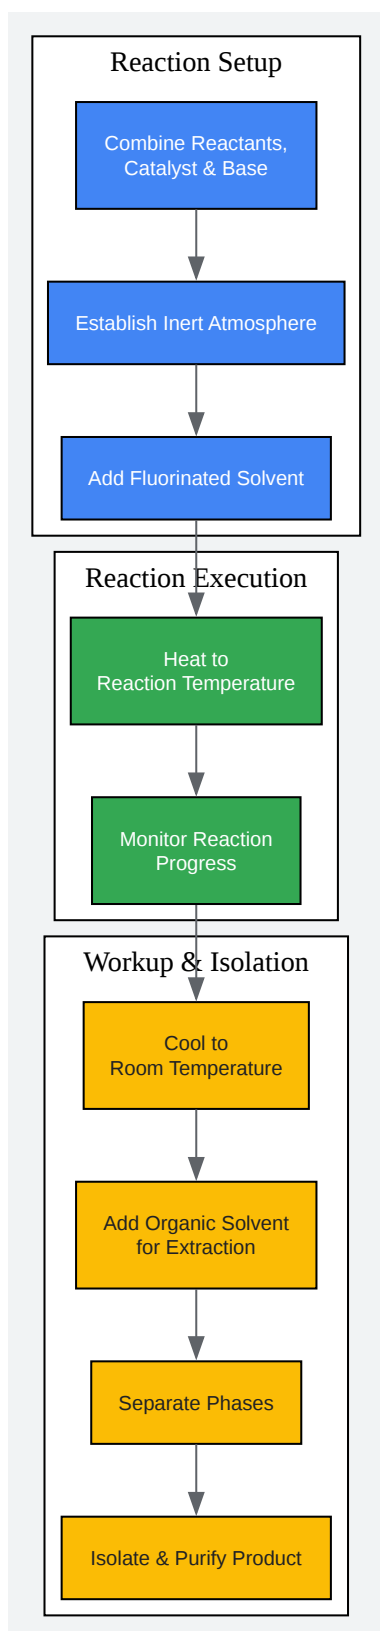 Reaction Setup
Combine Reactants,
Catalyst & Base
Establish Inert Atmosphere
Add Fluorinated Solvent
Reaction Execution
Heat to
Reaction Temperature
Monitor Reaction
Progress
Workup & Isolation
Cool to
Room Temperature
Add Organic Solvent
for Extraction
Separate Phases
Isolate & Purify Product